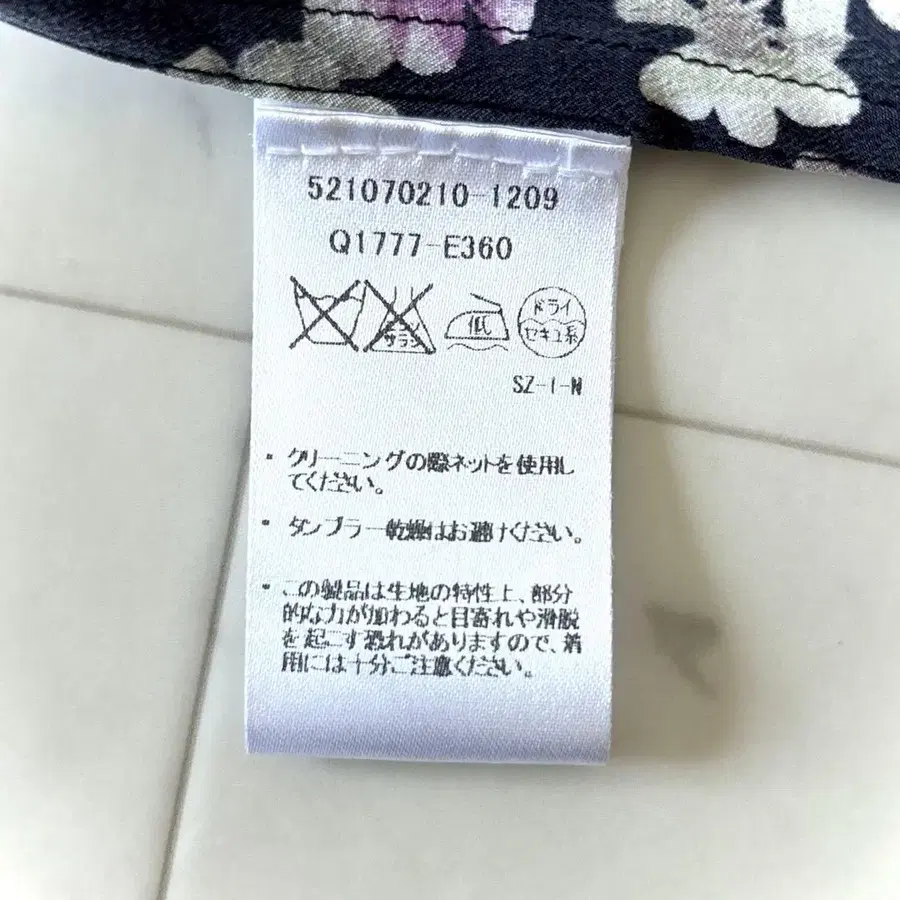 521070210-1209
Q1777-E360
エンソ
サラシ
低
ドライ
セキユ系
SZ-I-N
・クリーニングの際ネットを使用し
てください。
・タンブラー乾燥はお避けください。
・この製品は生地の特性上、部分
的な力が加わると目寄れや滑脱
を起こす恐れがありますので、着
用には十分ご注意ください。